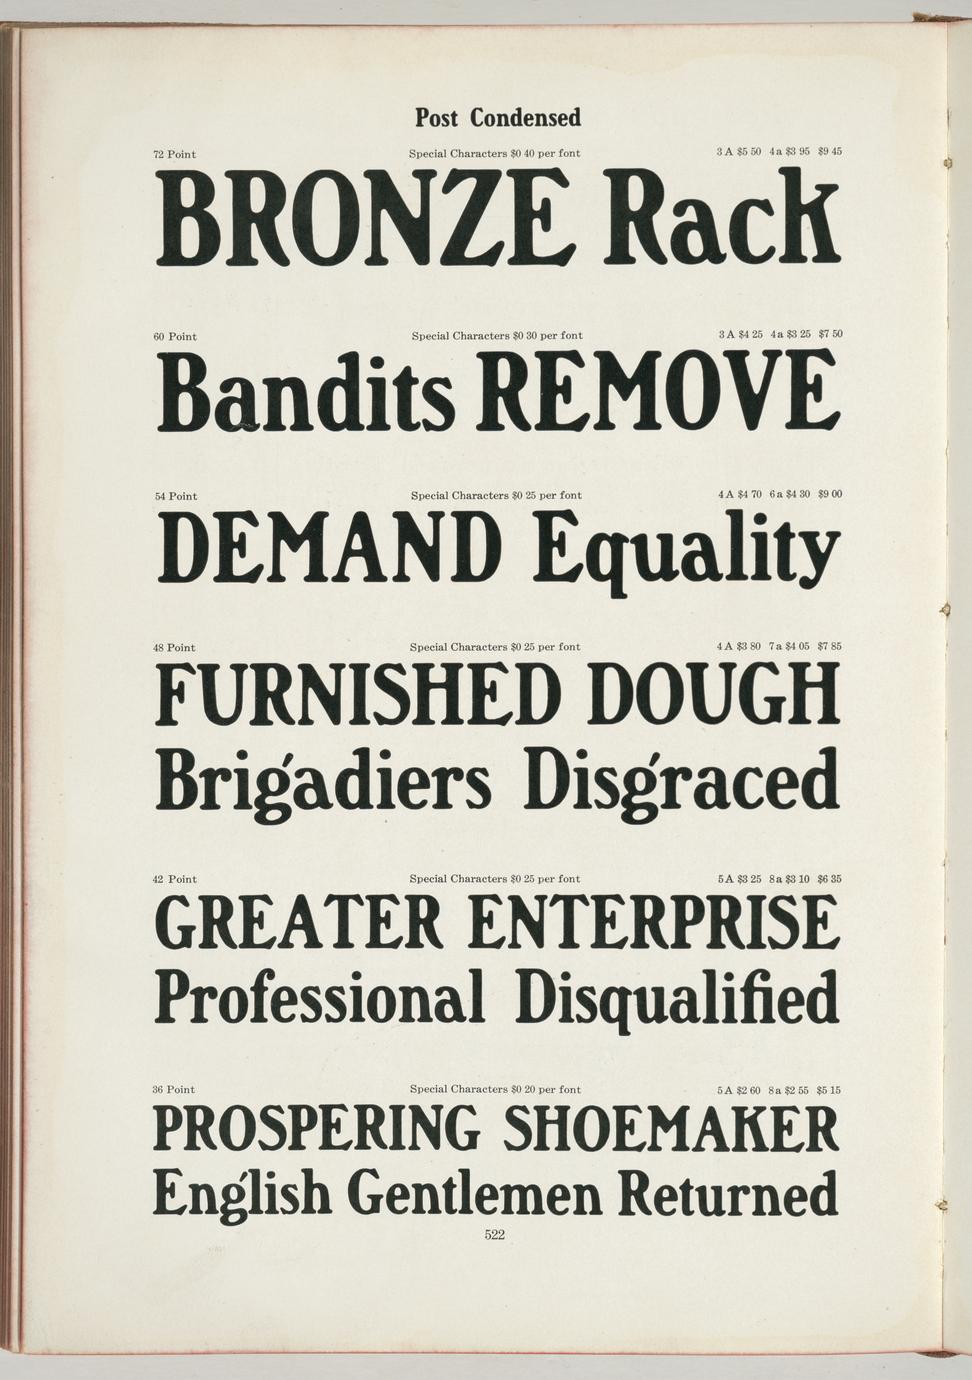 Post Condensed
72 Point Special Characters $0 40 per font 3 A $5 50 4 a $3 95 $9 45
BRONZE Rack
60 Point Special Characters $0 30 per font 3 A $4 25 4 a $3 25 $7 50
Bandits REMOVE
54 Point Special Characters $0 25 per font 4 A $4 70 6 a $4 30 $9 00
DEMAND Equality
48 Point Special Characters $0 25 per font 4 A $3 80 7 a $4 05 $7 85
FURNISHED DOUGH
Brigadiers Disgraced
42 Point Special Characters $0 25 per font 5 A $3 25 8 a $3 10 $6 35
GREATER ENTERPRISE
Professional Disqualified
36 Point Special Characters $0 20 per font 5 A $2 60 8 a $2 55 $5 15
PROSPERING SHOEMAKER
English Gentlemen Returned
522